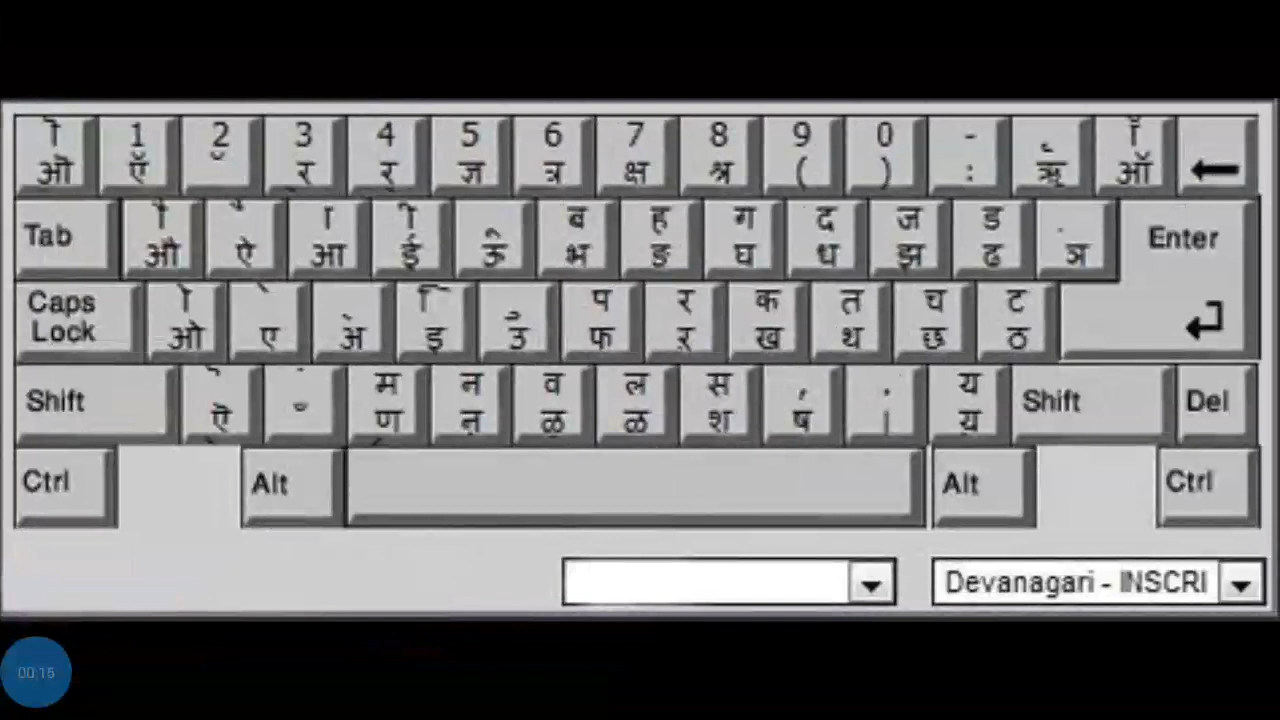 ॊ 1 2 3 4 5 6 7 8 9 0 - ृ ॉ
ऒ ऍ ॅ ्र र् ज्ञ त्र क्ष श्र ( ) : ऋ ऑ
Tab ौ ै ा ी ू ब ह ग द ज ड ़ Enter
औ ऐ आ ई ऊ भ ङ घ ध झ ढ ञ
Caps ो े ् ि ु प र क त च ट
Lock ओ ए अ इ उ फ ऱ ख थ छ ठ
Shift ॆ ं म न व ल स , . य Shift Del
ऎ ँ ण ऩ ऴ ळ श ष । य़
Ctrl Alt Alt Ctrl
Devanagari - INSCRI
00:15